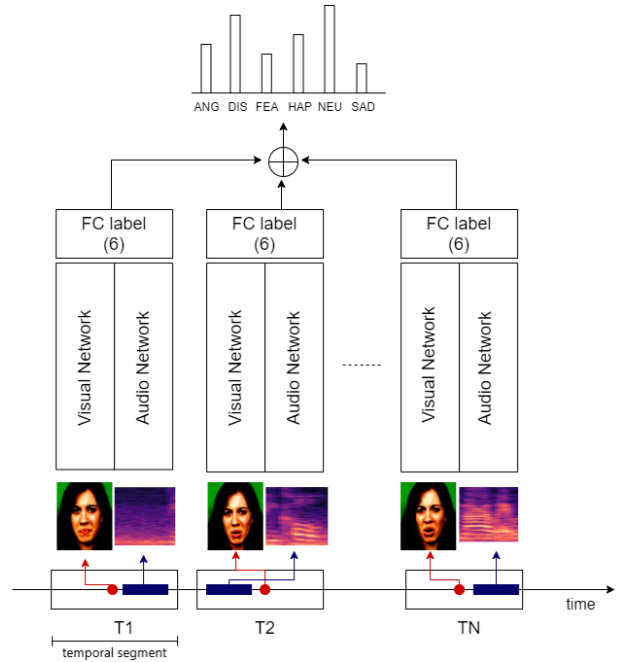 ANG DIS FEA HAP NEU SAD
FC label
(6)
FC label
(6)
FC label
(6)
Visual Network
Audio Network
Visual Network
Audio Network
Visual Network
Audio Network
time
T1
T2
TN
temporal segment